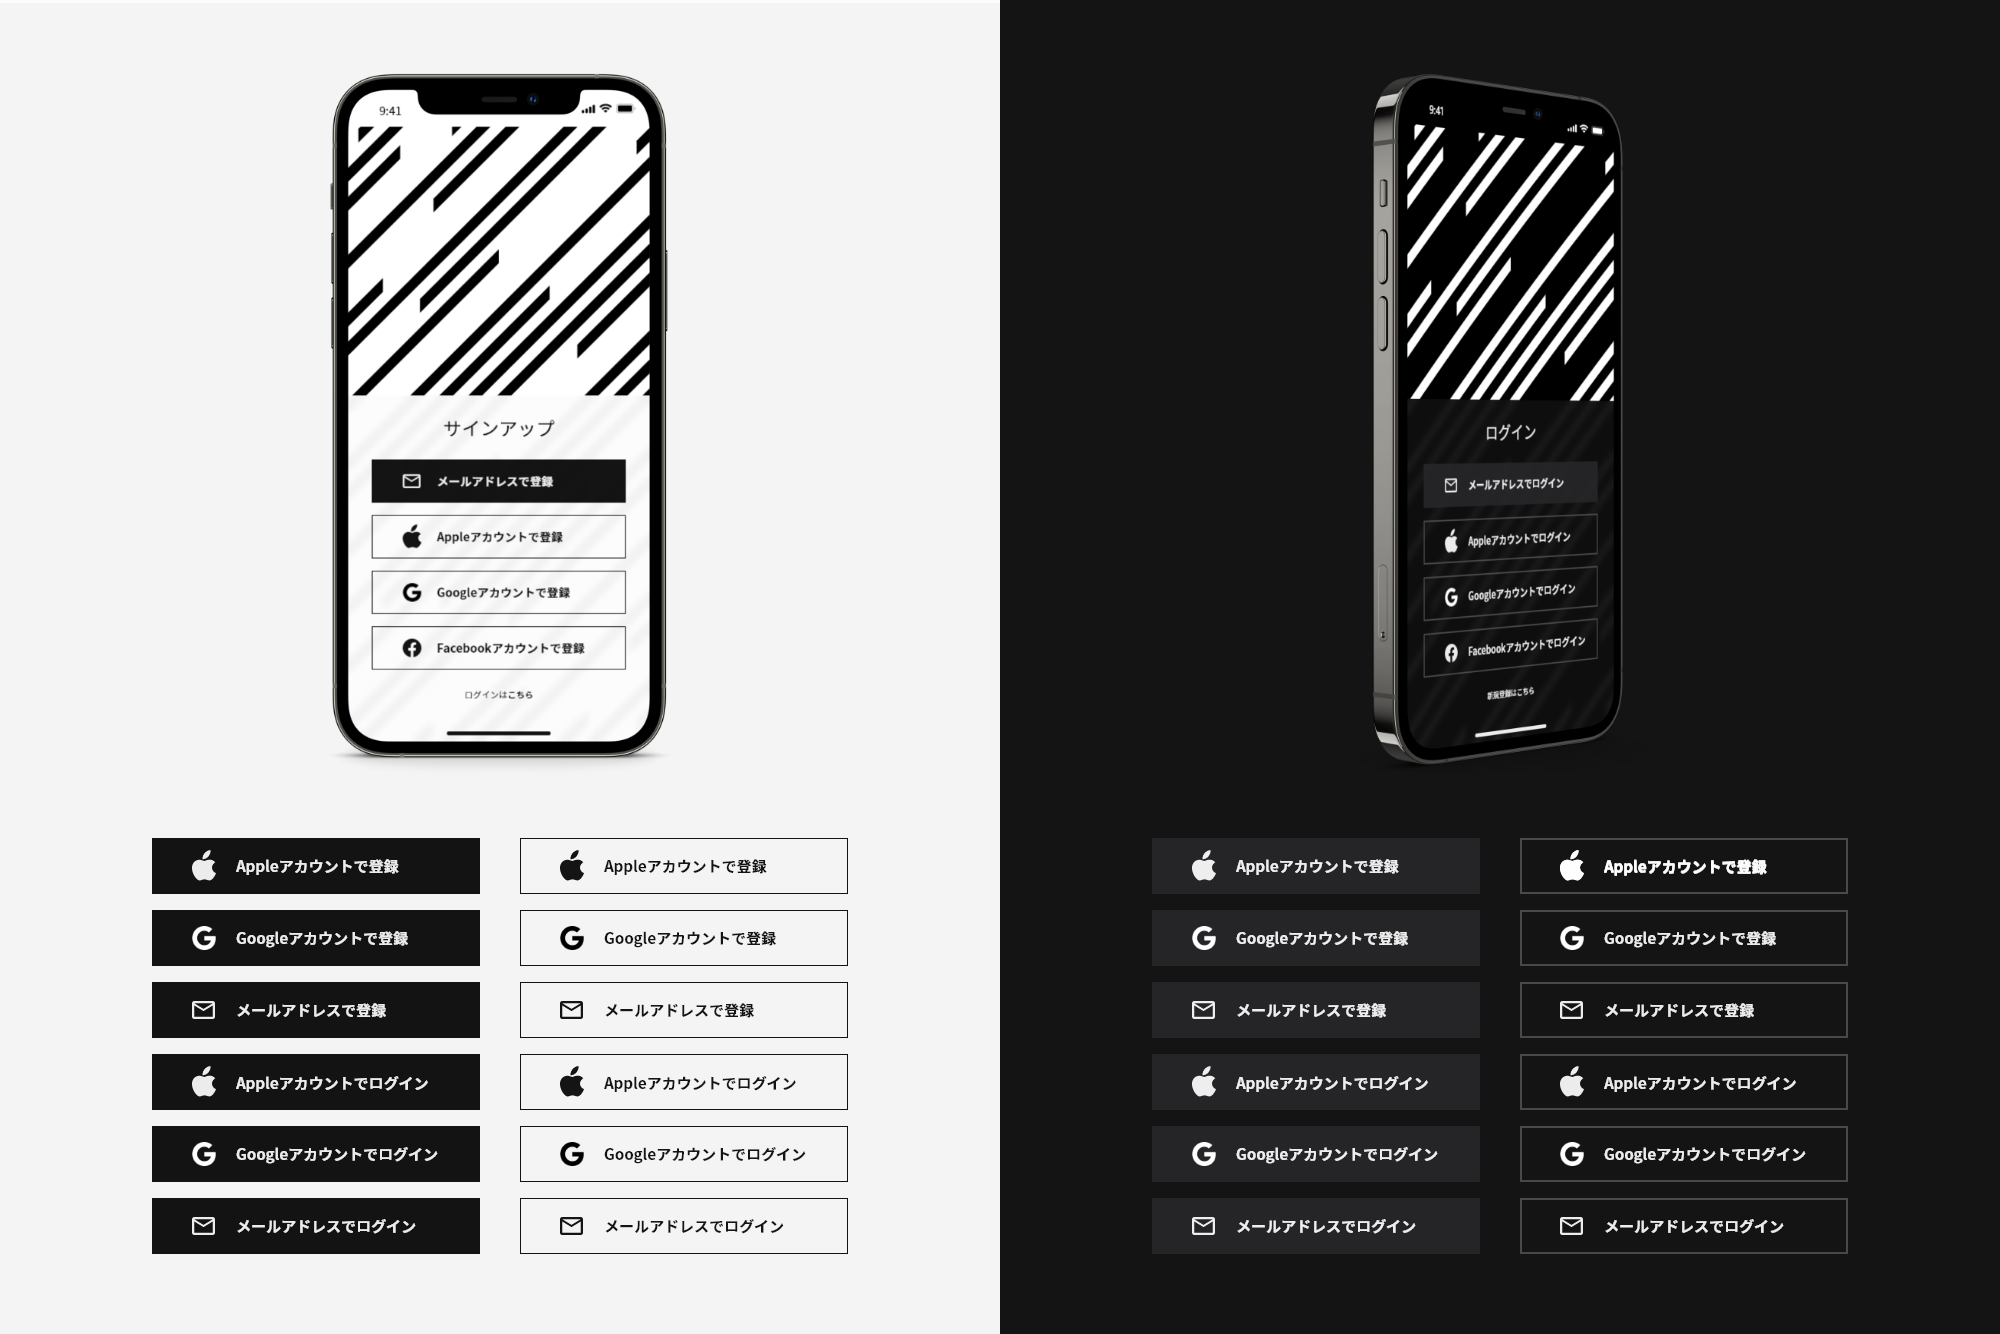 9:41
サインアップ
メールアドレスで登録
Appleアカウントで登録
Googleアカウントで登録
Facebookアカウントで登録
ログインはこちら
Appleアカウントで登録
Appleアカウントで登録
Googleアカウントで登録
Googleアカウントで登録
メールアドレスで登録
メールアドレスで登録
Appleアカウントでログイン
Appleアカウントでログイン
Googleアカウントでログイン
Googleアカウントでログイン
メールアドレスでログイン
メールアドレスでログイン
9:41
ログイン
メールアドレスでログイン
Appleアカウントでログイン
Googleアカウントでログイン
Facebookアカウントでログイン
新規登録はこちら
Appleアカウントで登録
Appleアカウントで登録
Googleアカウントで登録
Googleアカウントで登録
メールアドレスで登録
メールアドレスで登録
Appleアカウントでログイン
Appleアカウントでログイン
Googleアカウントでログイン
Googleアカウントでログイン
メールアドレスでログイン
メールアドレスでログイン